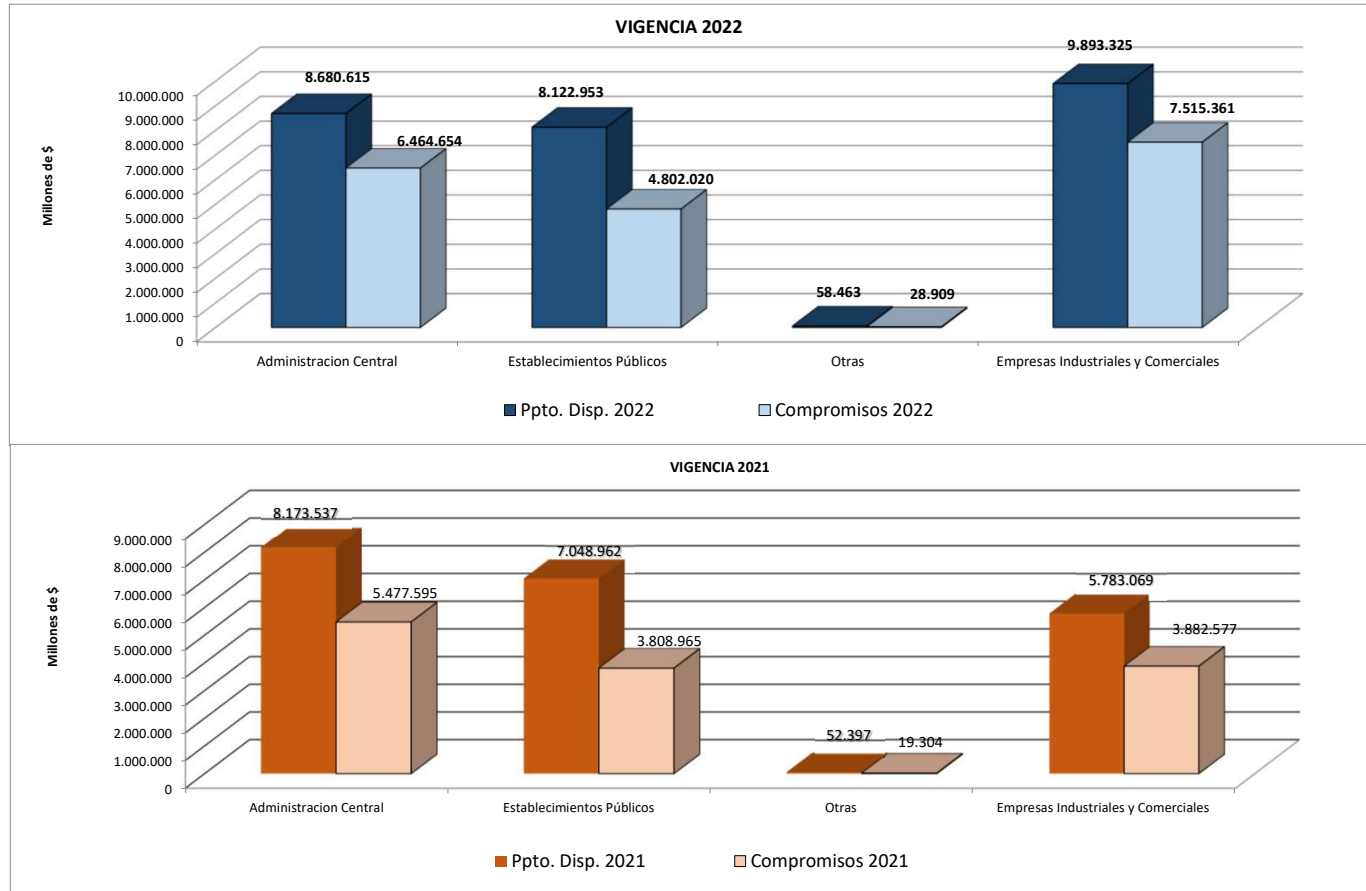 VIGENCIA 2022
Millones de $
10.000.000
9.000.000
8.000.000
7.000.000
6.000.000
5.000.000
4.000.000
3.000.000
2.000.000
1.000.000
0
8.680.615
6.464.654
8.122.953
4.802.020
58.463
28.909
9.893.325
7.515.361
Administracion Central
Establecimientos Públicos
Otras
Empresas Industriales y Comerciales
Ppto. Disp. 2022
Compromisos 2022
VIGENCIA 2021
Millones de $
9.000.000
8.000.000
7.000.000
6.000.000
5.000.000
4.000.000
3.000.000
2.000.000
1.000.000
0
8.173.537
5.477.595
7.048.962
3.808.965
52.397
19.304
5.783.069
3.882.577
Administracion Central
Establecimientos Públicos
Otras
Empresas Industriales y Comerciales
Ppto. Disp. 2021
Compromisos 2021